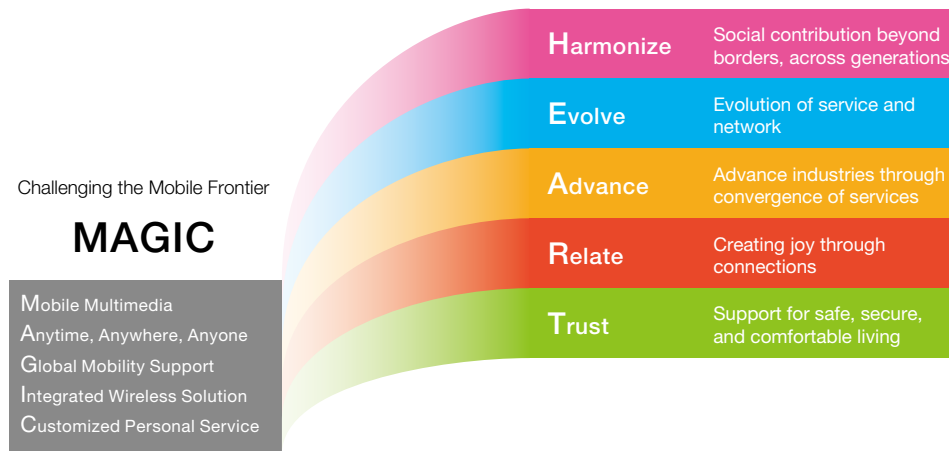 Challenging the Mobile Frontier
MAGIC
Mobile Multimedia
Anytime, Anywhere, Anyone
Global Mobility Support
Integrated Wireless Solution
Customized Personal Service
Harmonize
Social contribution beyond
borders, across generations
Evolve
Evolution of service and
network
Advance
Advance industries through
convergence of services
Relate
Creating joy through
connections
Trust
Support for safe, secure,
and comfortable living